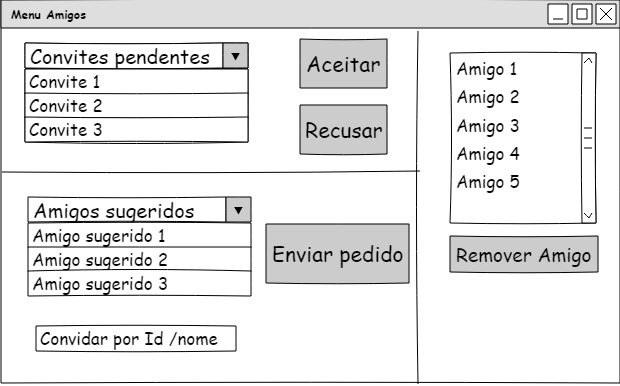 Menu Amigos
Convites pendentes
Convite 1
Convite 2
Convite 3
Aceitar
Recusar
Amigos sugeridos
Amigo sugerido 1
Amigo sugerido 2
Amigo sugerido 3
Enviar pedido
Convidar por Id /nome
Amigo 1
Amigo 2
Amigo 3
Amigo 4
Amigo 5
Remover Amigo